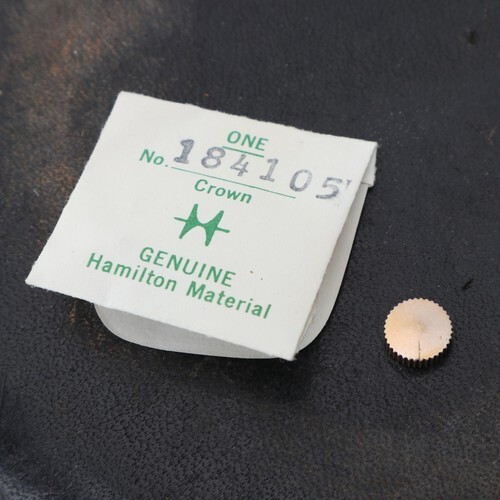 ONE
No. 184105
Crown
GENUINE
Hamilton Material